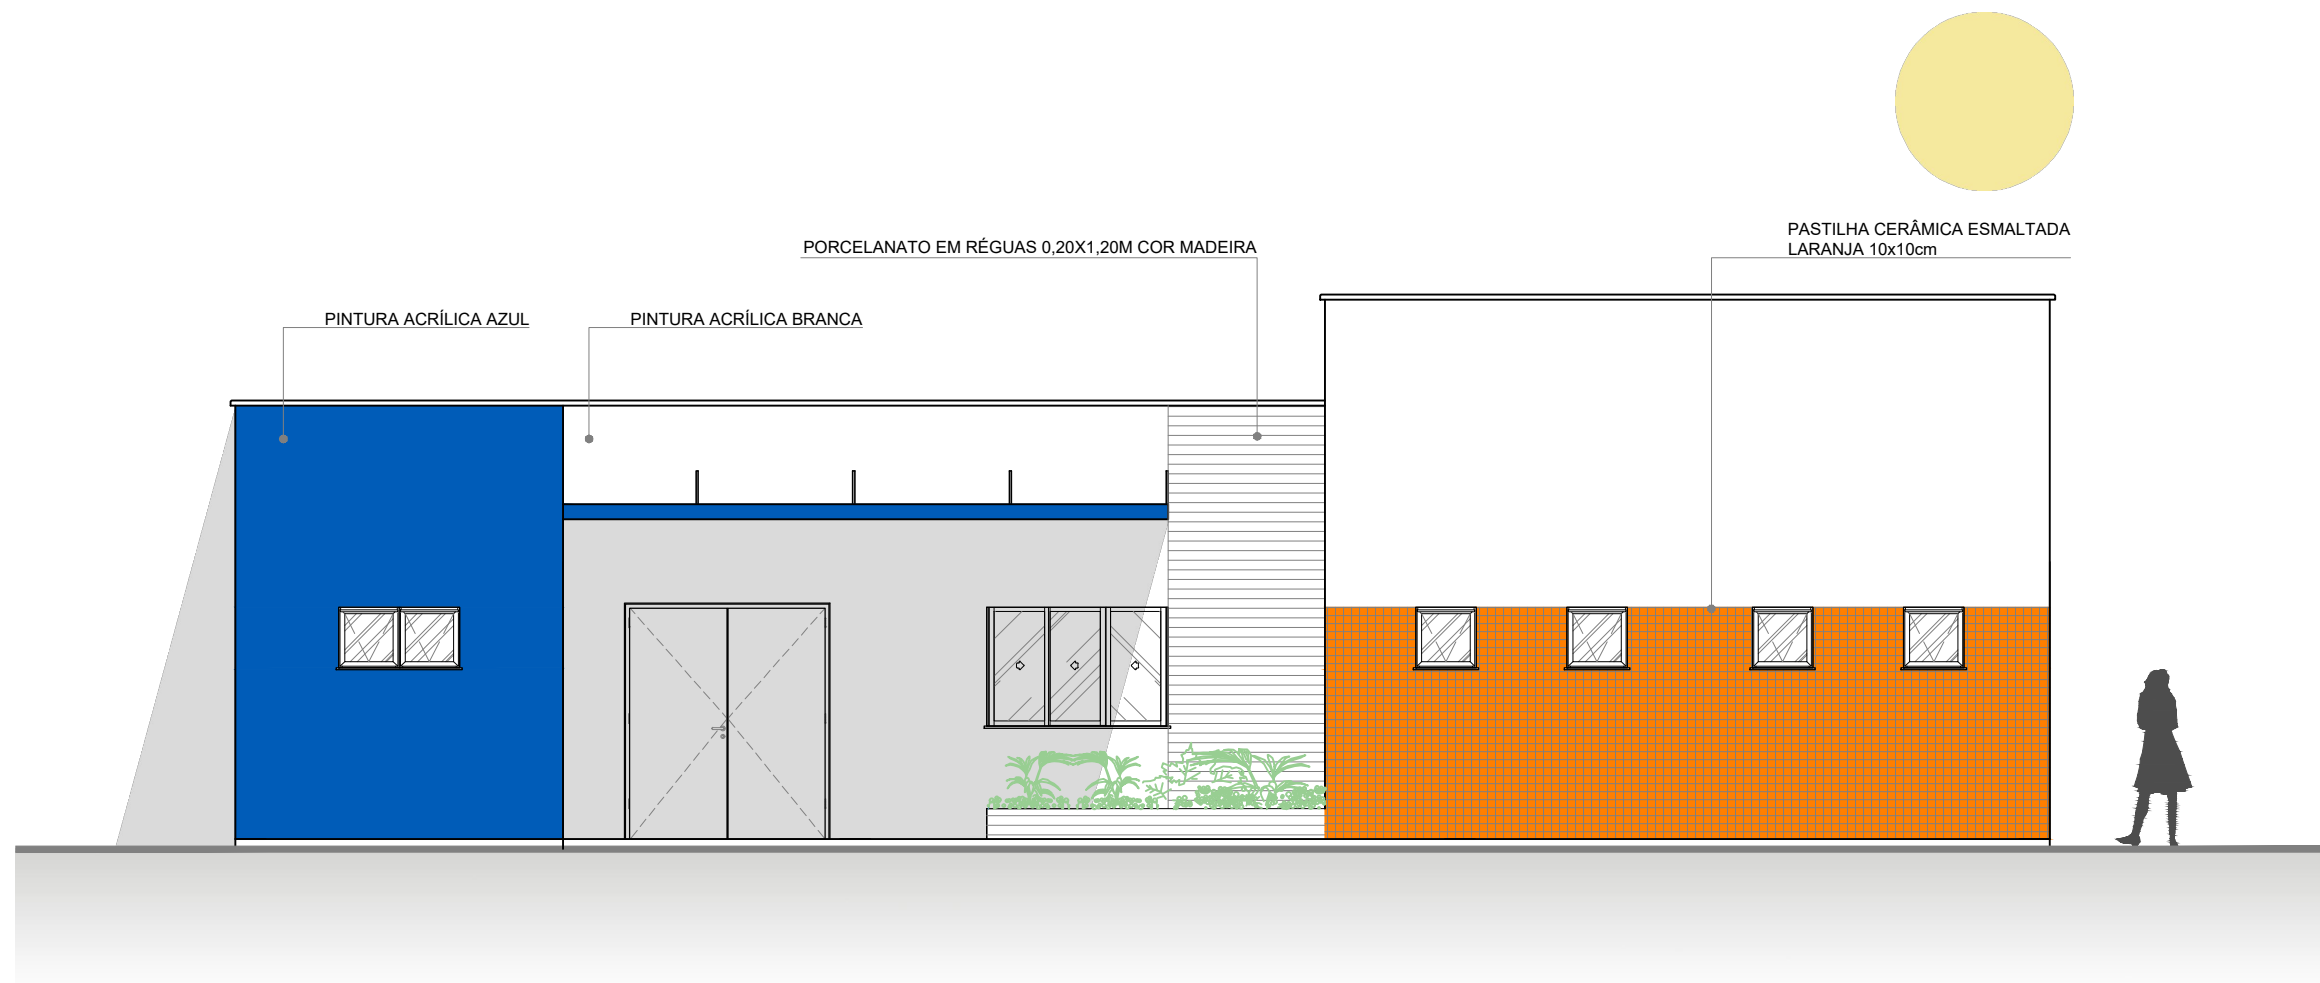 PASTILHA CERÂMICA ESMALTADA
LARANJA 10x10cm
PORCELANATO EM RÉGUAS 0,20X1,20M COR MADEIRA
PINTURA ACRÍLICA AZUL
PINTURA ACRÍLICA BRANCA